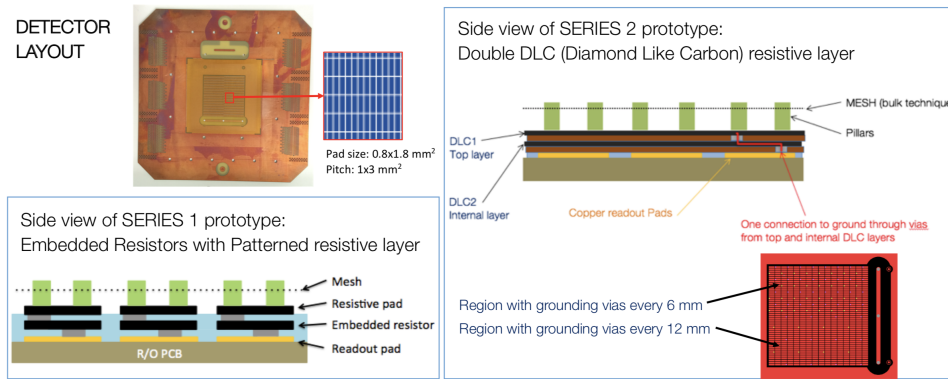 DETECTOR
LAYOUT
Pad size: 0.8x1.8 mm²
Pitch: 1x3 mm²
Side view of SERIES 1 prototype:
Embedded Resistors with Patterned resistive layer
Mesh
Resistive pad
Embedded resistor
Readout pad
R/O PCB
Side view of SERIES 2 prototype:
Double DLC (Diamond Like Carbon) resistive layer
MESH (bulk technique
Pillars
DLC1
Top layer
DLC2
Internal layer
Copper readout Pads
One connection to ground through vias
from top and internal DLC layers
Region with grounding vias every 6 mm
Region with grounding vias every 12 mm